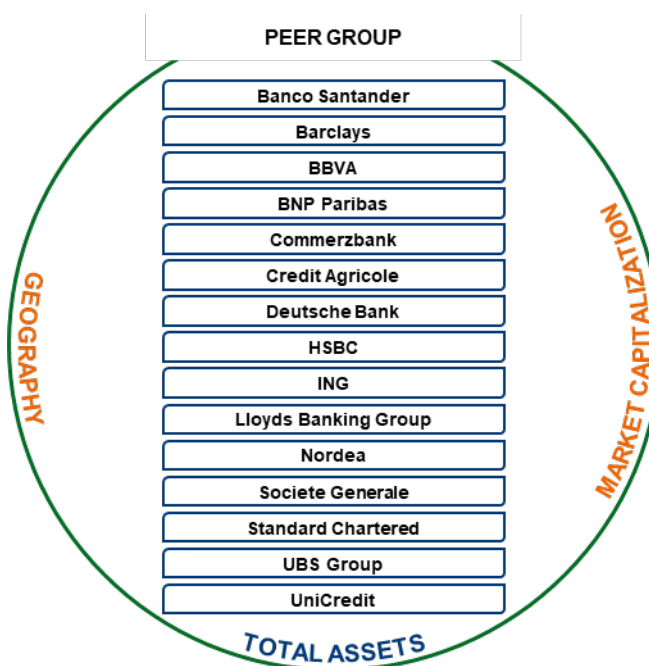 PEER GROUP
Banco Santander
Barclays
BBVA
BNP Paribas
Commerzbank
Credit Agricole
Deutsche Bank
HSBC
ING
Lloyds Banking Group
Nordea
Societe Generale
Standard Chartered
UBS Group
UniCredit
GEOGRAPHY
MARKET CAPITALIZATION
TOTAL ASSETS